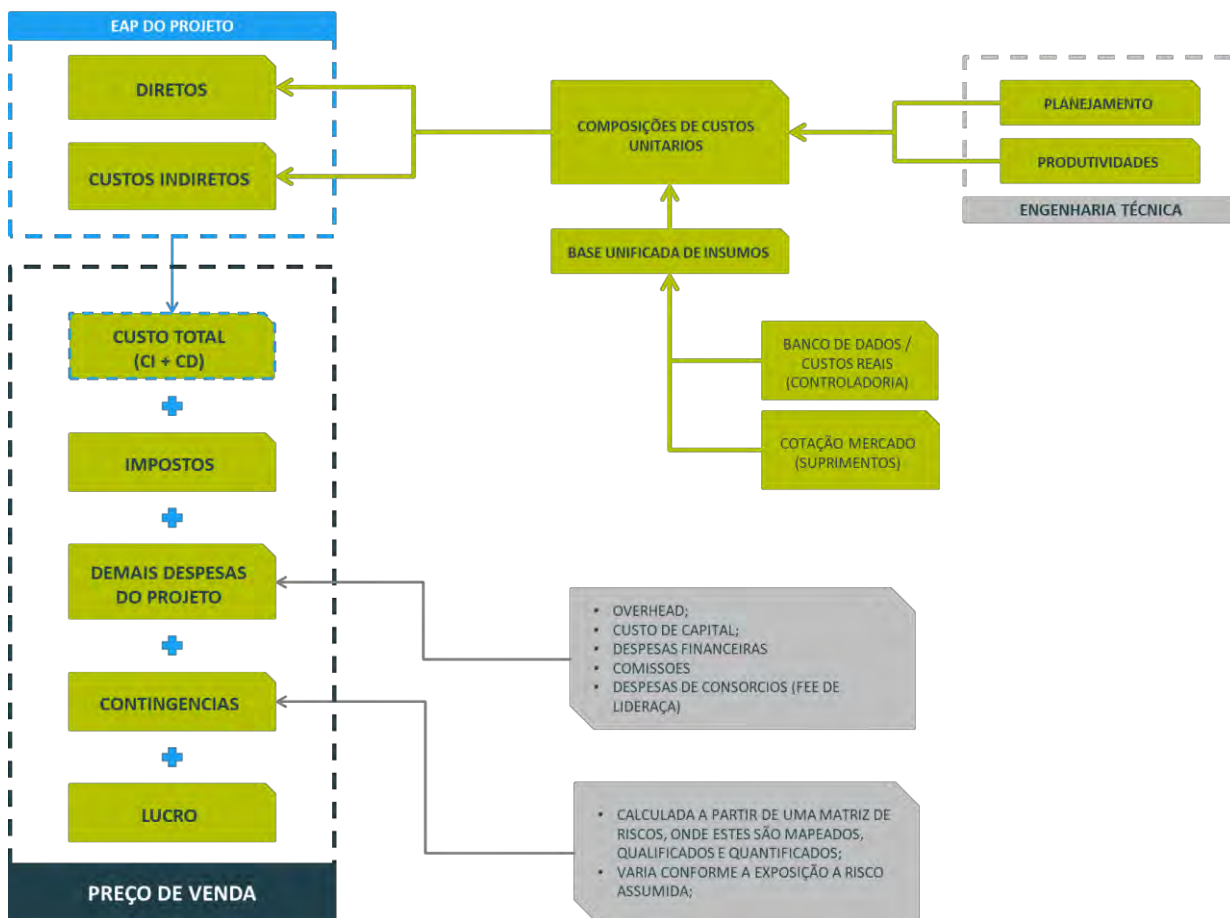 EAP DO PROJETO
DIRETOS
CUSTOS INDIRETOS
COMPOSIÇÕES DE CUSTOS
UNITARIOS
PLANEJAMENTO
PRODUTIVIDADES
ENGENHARIA TÉCNICA
BASE UNIFICADA DE INSUMOS
BANCO DE DADOS /
CUSTOS REAIS
(CONTROLADORIA)
COTAÇÃO MERCADO
(SUPRIMENTOS)
CUSTO TOTAL
(CI + CD)
IMPOSTOS
DEMAIS DESPESAS
DO PROJETO
• OVERHEAD;
• CUSTO DE CAPITAL;
• DESPESAS FINANCEIRAS
• COMISSOES
• DESPESAS DE CONSORCIOS (FEE DE
LIDERAÇA)
CONTINGENCIAS
LUCRO
• CALCULADA A PARTIR DE UMA MATRIZ DE
RISCOS, ONDE ESTES SÃO MAPEADOS,
QUALIFICADOS E QUANTIFICADOS;
• VARIA CONFORME A EXPOSIÇÃO A RISCO
ASSUMIDA;
PREÇO DE VENDA